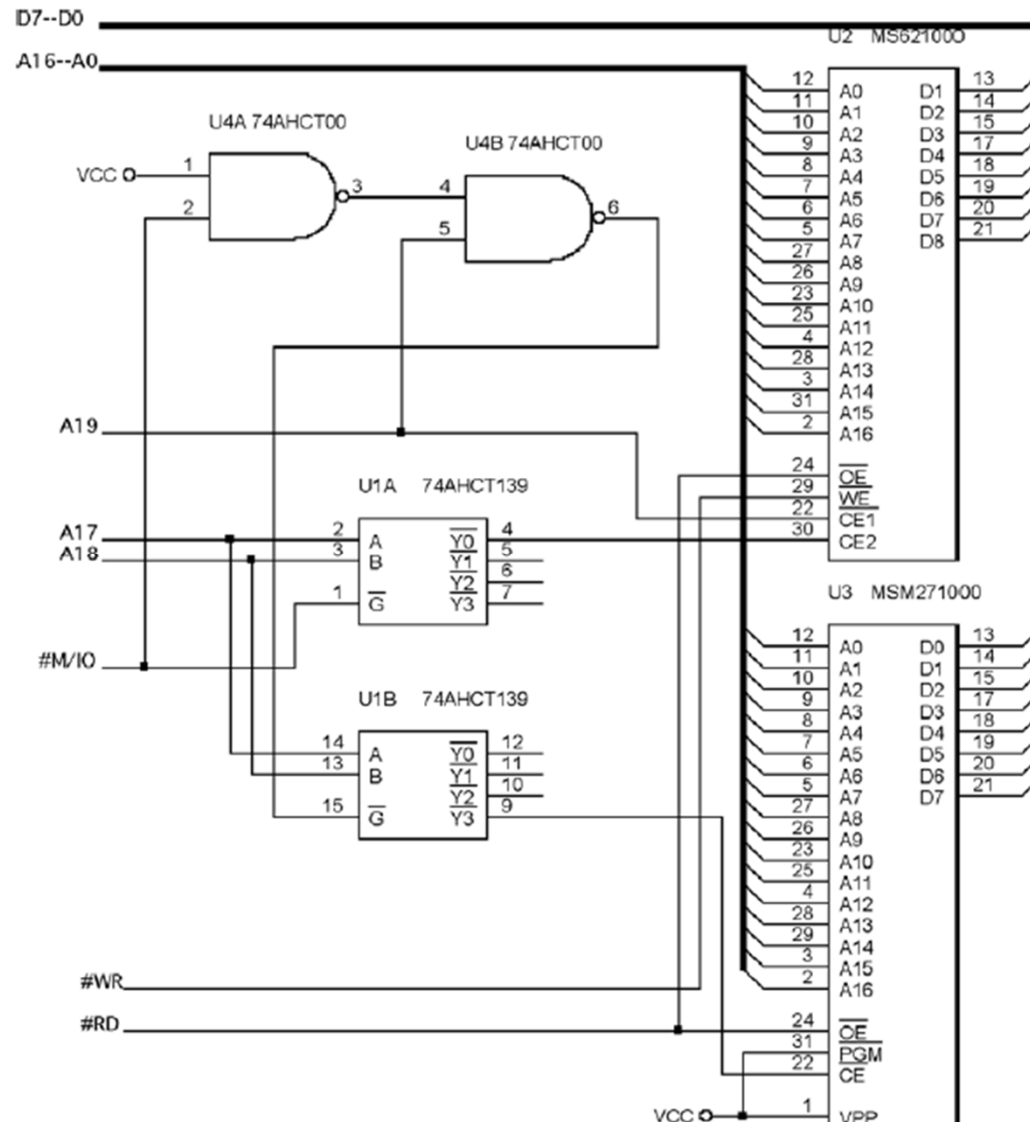 D7--D0
A16--A0
U2 MS621000
12 A0 D1 13
11 A1 D2 14
10 A2 D3 15
9 A3 D4 17
8 A4 D5 18
7 A5 D6 19
6 A6 D7 20
5 A7 D8 21
27 A8
26 A9
23 A10
25 A11
4 A12
28 A13
3 A14
31 A15
2 A16
24 OE
29 WE
22 CE1
30 CE2
U4A 74AHCT00
VCC 1
2
3
U4B 74AHCT00
4
5
6
A19
U1A 74AHCT139
A17 2 A Y0 4
A18 3 B Y1 5
Y2 6
1 G Y3 7
#M/IO
U1B 74AHCT139
14 A Y0 12
13 B Y1 11
Y2 10
15 G Y3 9
U3 MSM271000
12 A0 D0 13
11 A1 D1 14
10 A2 D2 15
9 A3 D3 17
8 A4 D4 18
7 A5 D5 19
6 A6 D6 20
5 A7 D7 21
27 A8
26 A9
23 A10
25 A11
4 A12
28 A13
29 A14
3 A15
2 A16
#WR
#RD
24 OE
31 PGM
22 CE
VCC 1 VPP